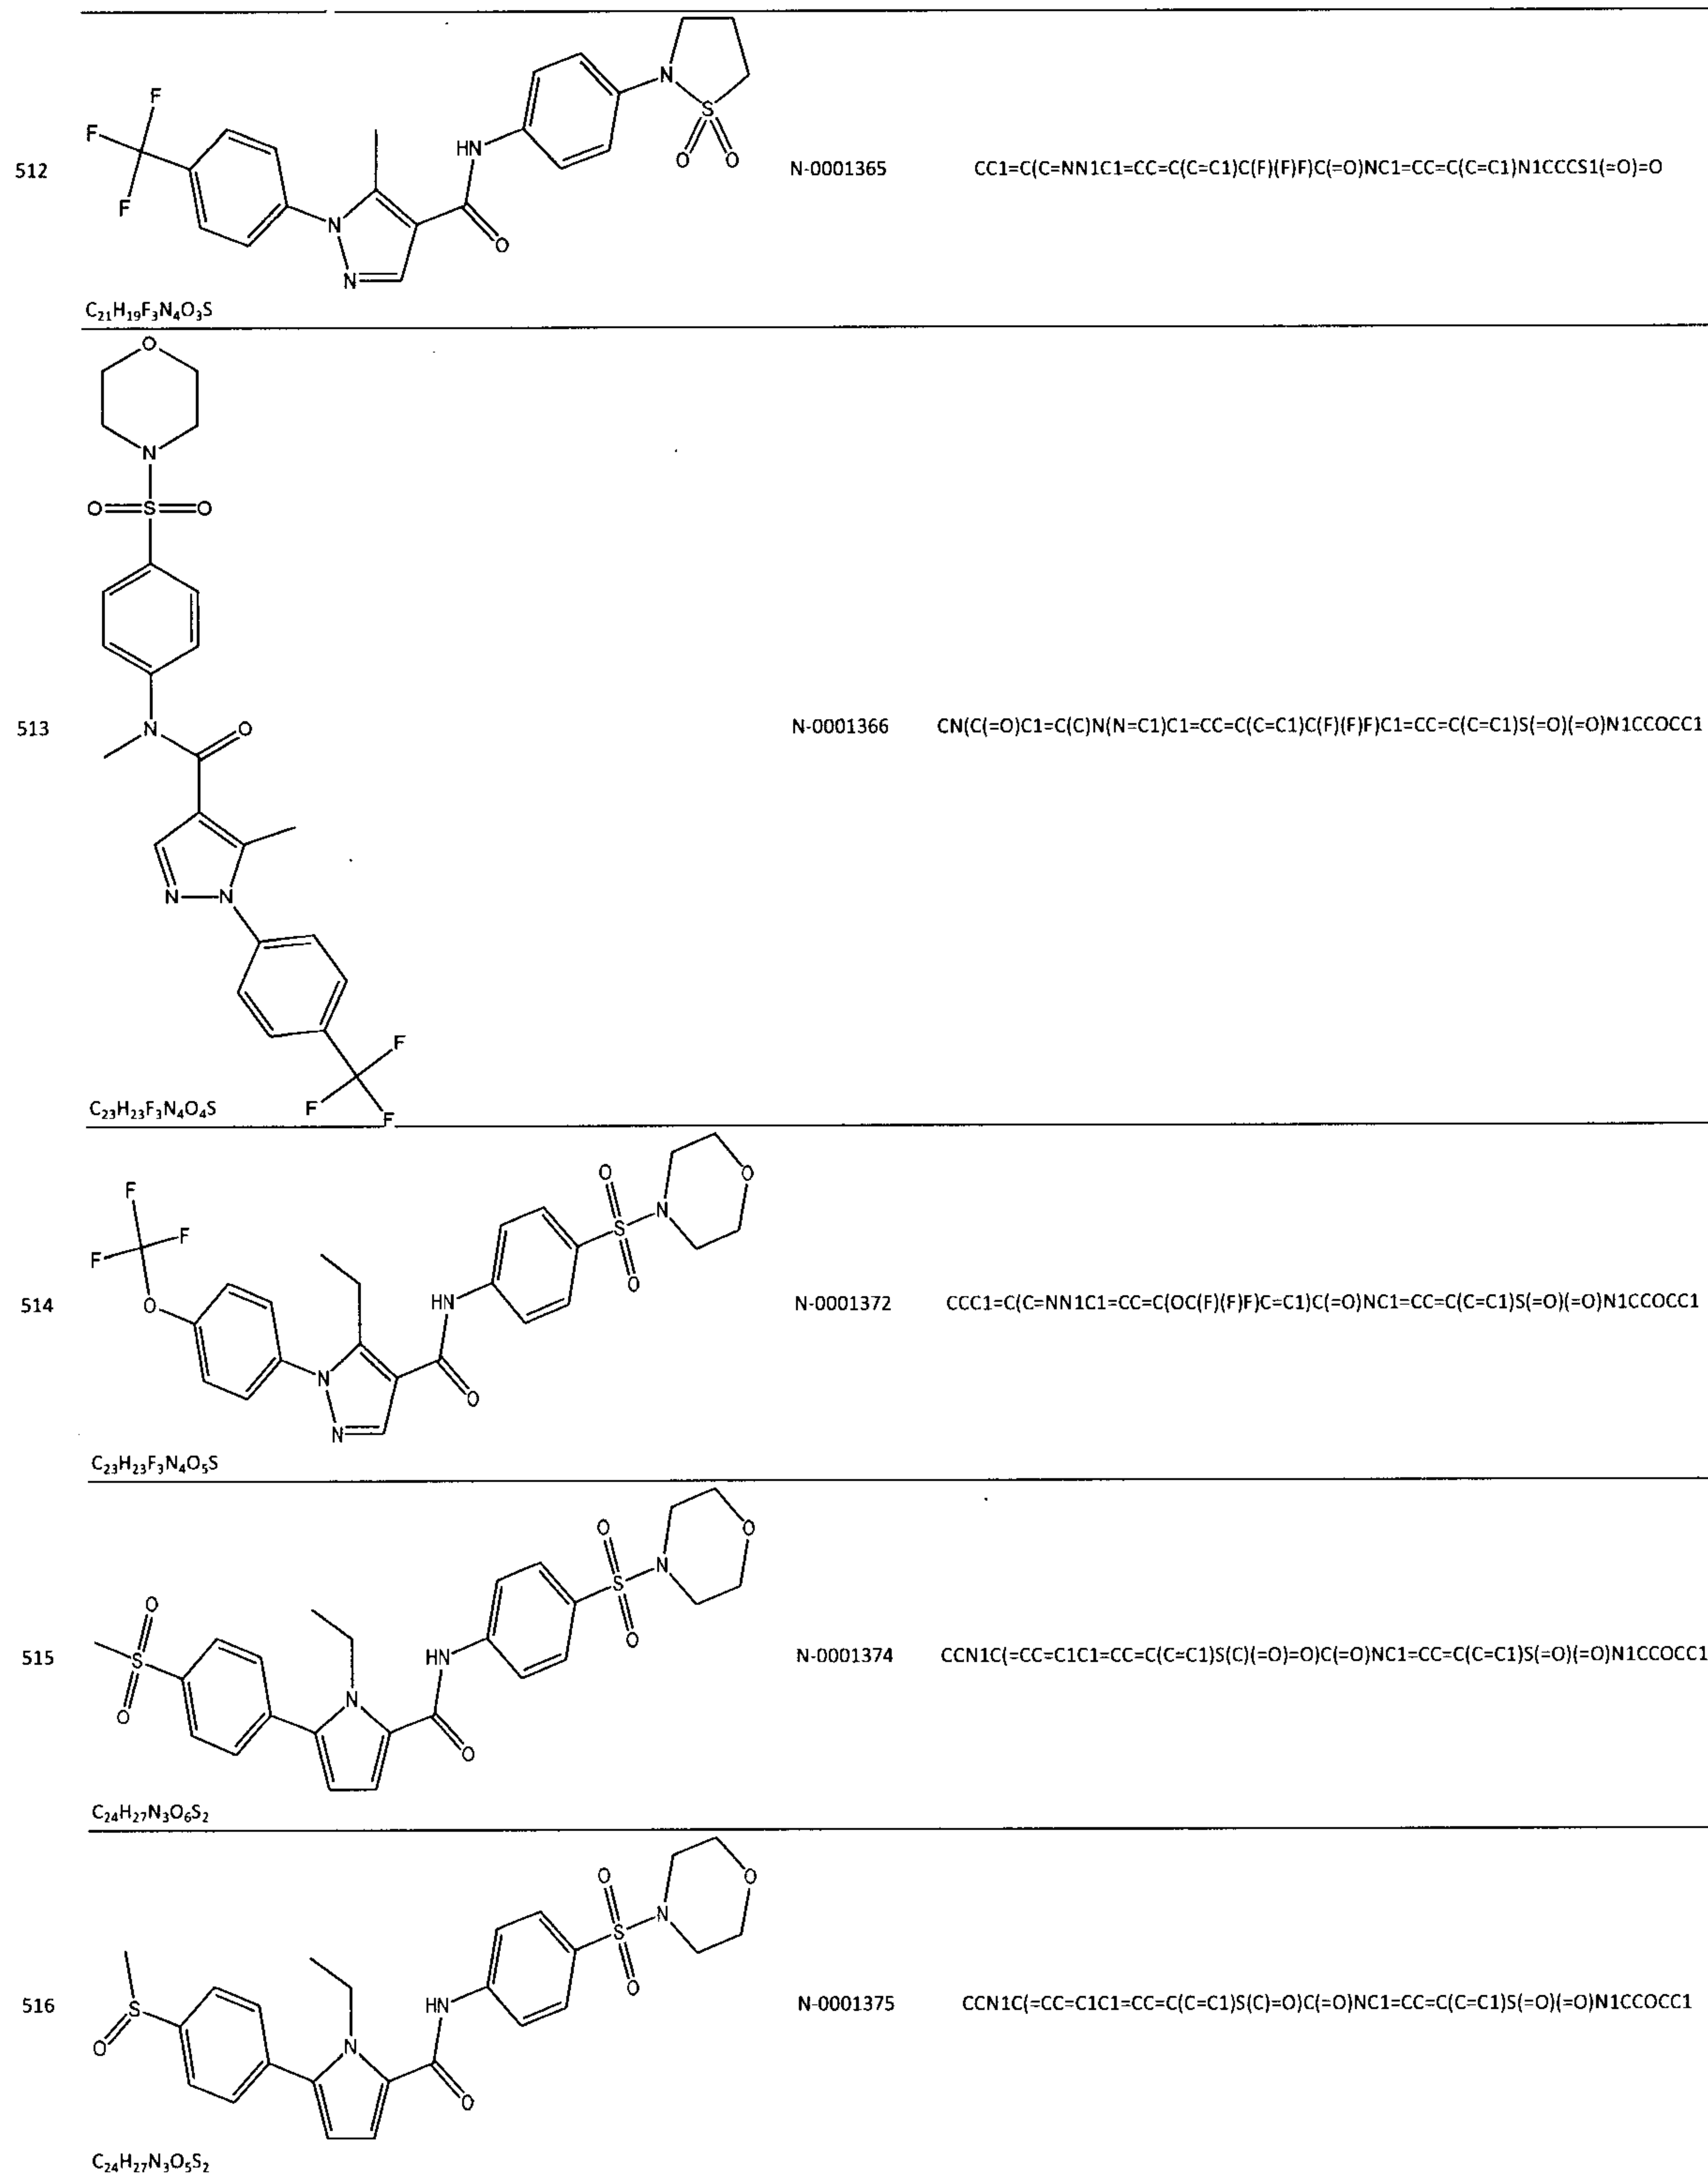 512
N-0001365
CC1=C(C=NN1C1=CC=C(C=C1)C(F)(F)F)C(=O)NC1=CC=C(C=C1)N1CCCS1(=O)=O
F
F
F
N
N
HN
O
N
S
O
O
C₂₁H₁₉F₃N₄O₃S
O
N
O
S
O
513
N-0001366
CN(C(=O)C1=C(C)N(N=C1)C1=CC=C(C=C1)C(F)(F)F)C1=CC=C(C=C1)S(=O)(=O)N1CCOCC1
N
O
N
N
F
F
F
C₂₃H₂₃F₃N₄O₄S
514
N-0001372
CCC1=C(C=NN1C1=CC=C(OC(F)(F)F)C=C1)C(=O)NC1=CC=C(C=C1)S(=O)(=O)N1CCOCC1
F
F
F
O
N
N
HN
O
O
S
O
N
O
C₂₃H₂₃F₃N₄O₅S
515
N-0001374
CCN1C(=CC=C1C1=CC=C(C=C1)S(C)(=O)=O)C(=O)NC1=CC=C(C=C1)S(=O)(=O)N1CCOCC1
O
S
O
N
HN
O
O
S
O
N
O
C₂₄H₂₇N₃O₆S₂
516
N-0001375
CCN1C(=CC=C1C1=CC=C(C=C1)S(C)=O)C(=O)NC1=CC=C(C=C1)S(=O)(=O)N1CCOCC1
S
O
N
HN
O
O
S
O
N
O
C₂₄H₂₇N₃O₅S₂